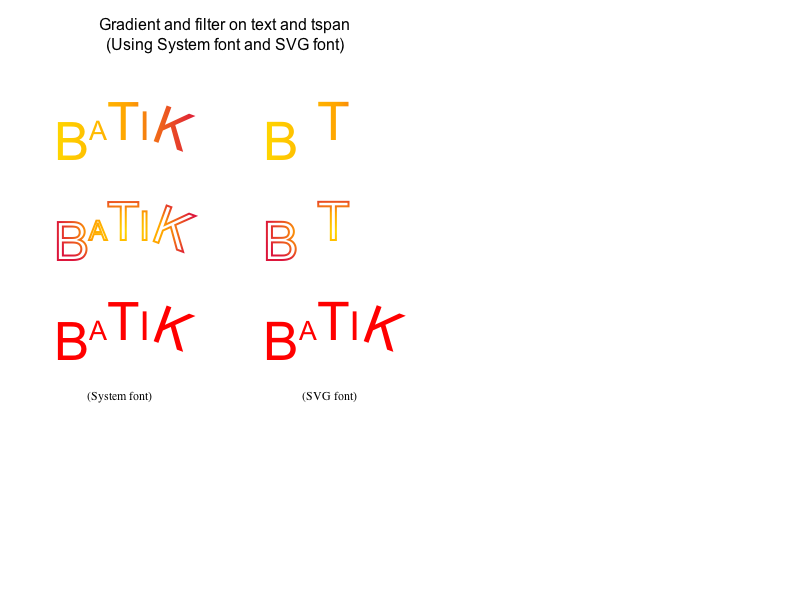 Gradient and filter on text and tspan
(Using System font and SVG font)
BATIK B T
BATIK B T
BATIK BATIK
(System font) (SVG font)